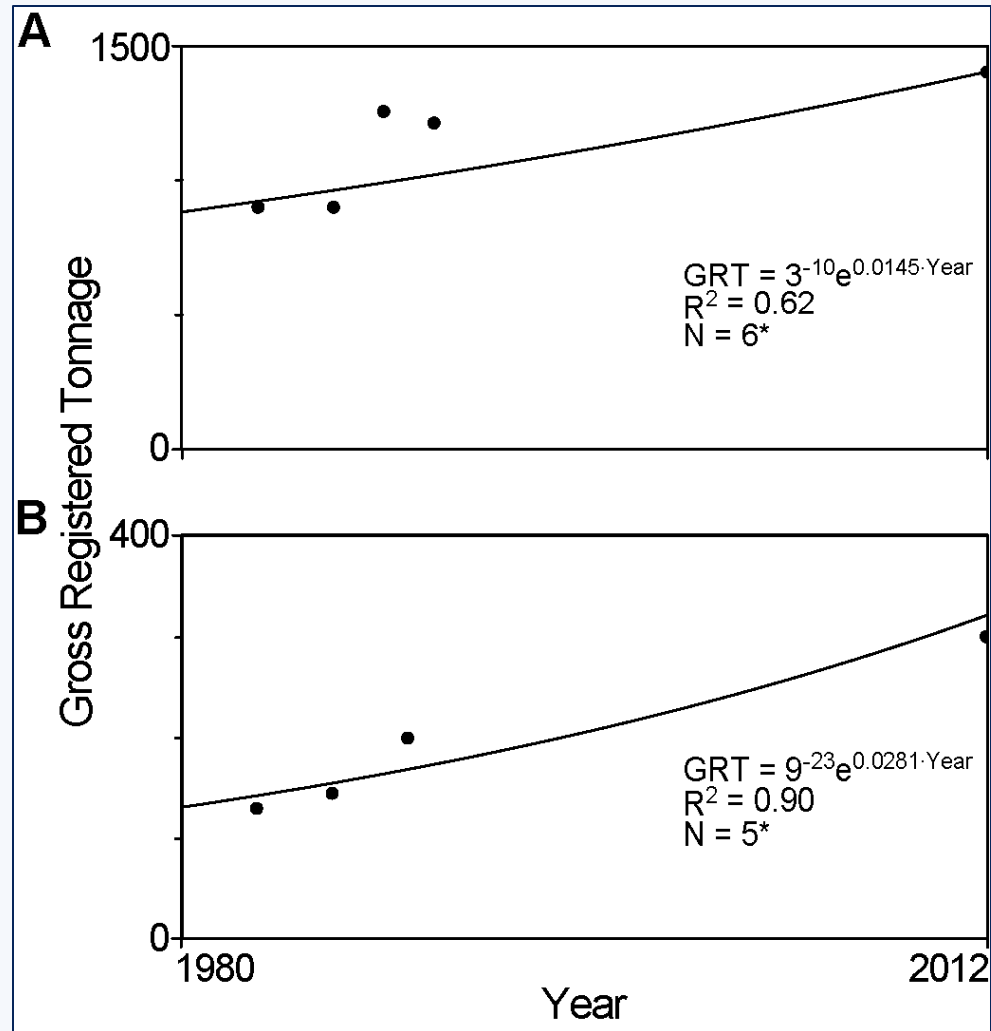 A
1500
GRT = 3⁻¹⁰e⁰·⁰¹⁴⁵·Year
R² = 0.62
N = 6*
0
Gross Registered Tonnage
B
400
GRT = 9⁻²³e⁰·⁰²⁸¹·Year
R² = 0.90
N = 5*
0
1980
2012
Year